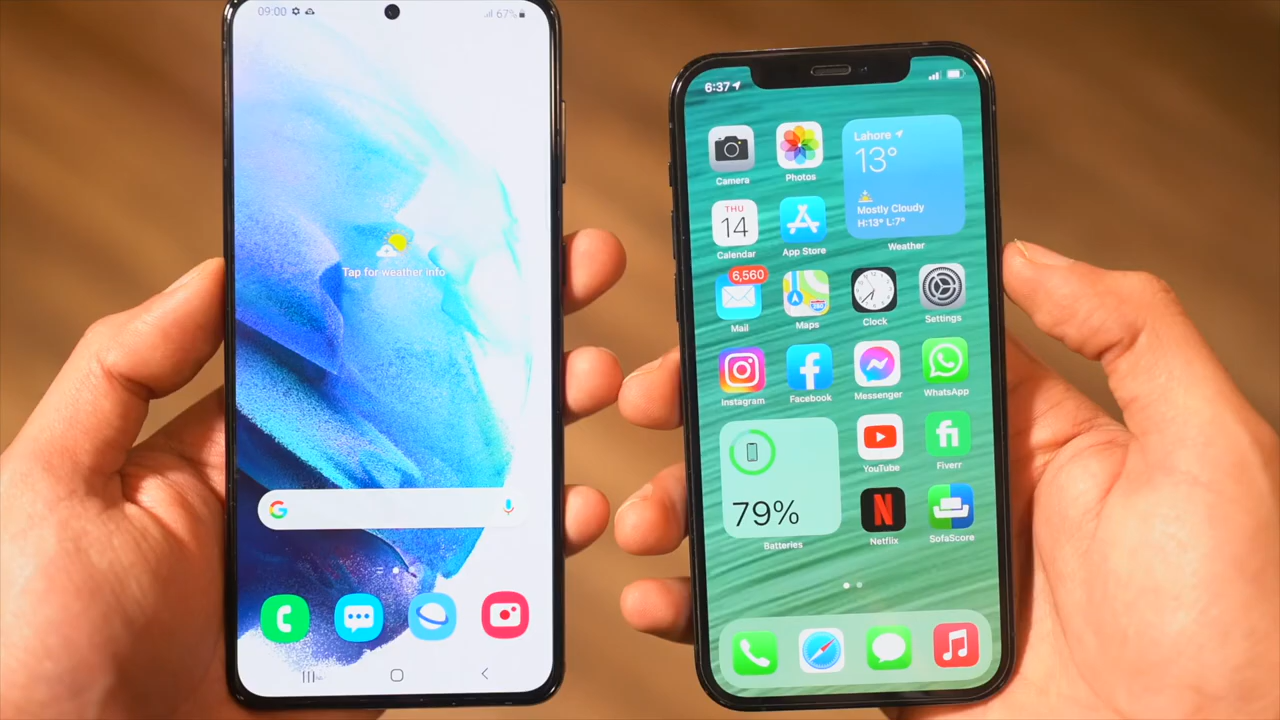 09:00
67%
Tap for weather info
6:37
Camera
Photos
Lahore
13°
Mostly Cloudy
H:13° L:7°
Weather
THU
14
Calendar
App Store
6,560
Mail
Maps
Clock
Settings
Instagram
Facebook
Messenger
WhatsApp
79%
Batteries
YouTube
fi
Fiverr
N
Netflix
SofaScore